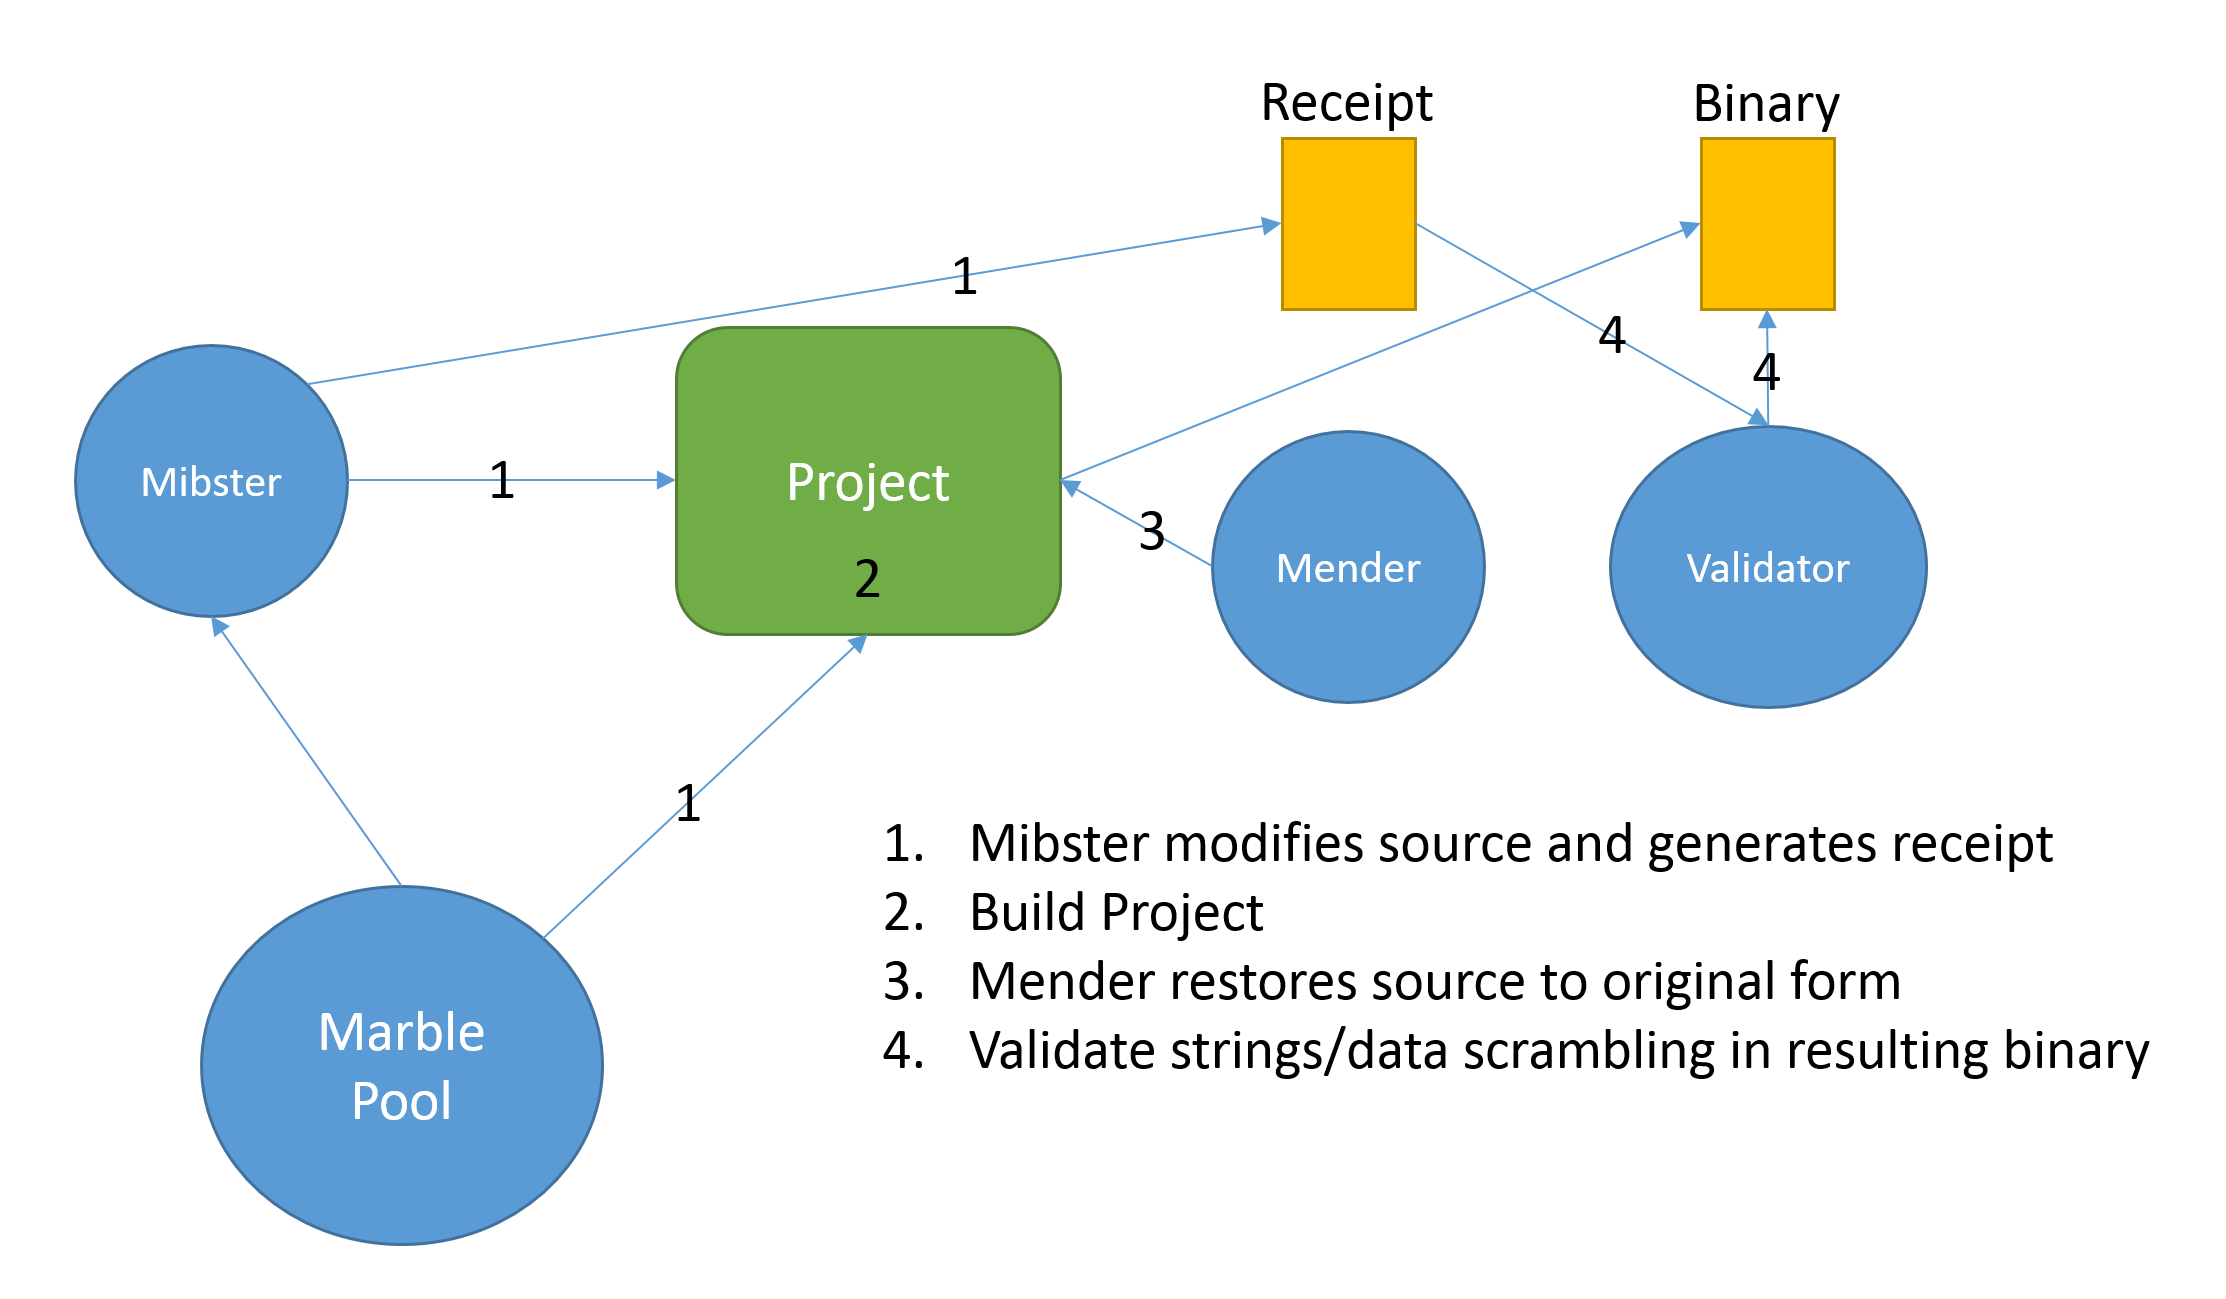 Receipt
Binary
1
4
4
Mibster
1
Project
2
3
Mender
Validator
1
Marble
Pool
1. Mibster modifies source and generates receipt
2. Build Project
3. Mender restores source to original form
4. Validate strings/data scrambling in resulting binary